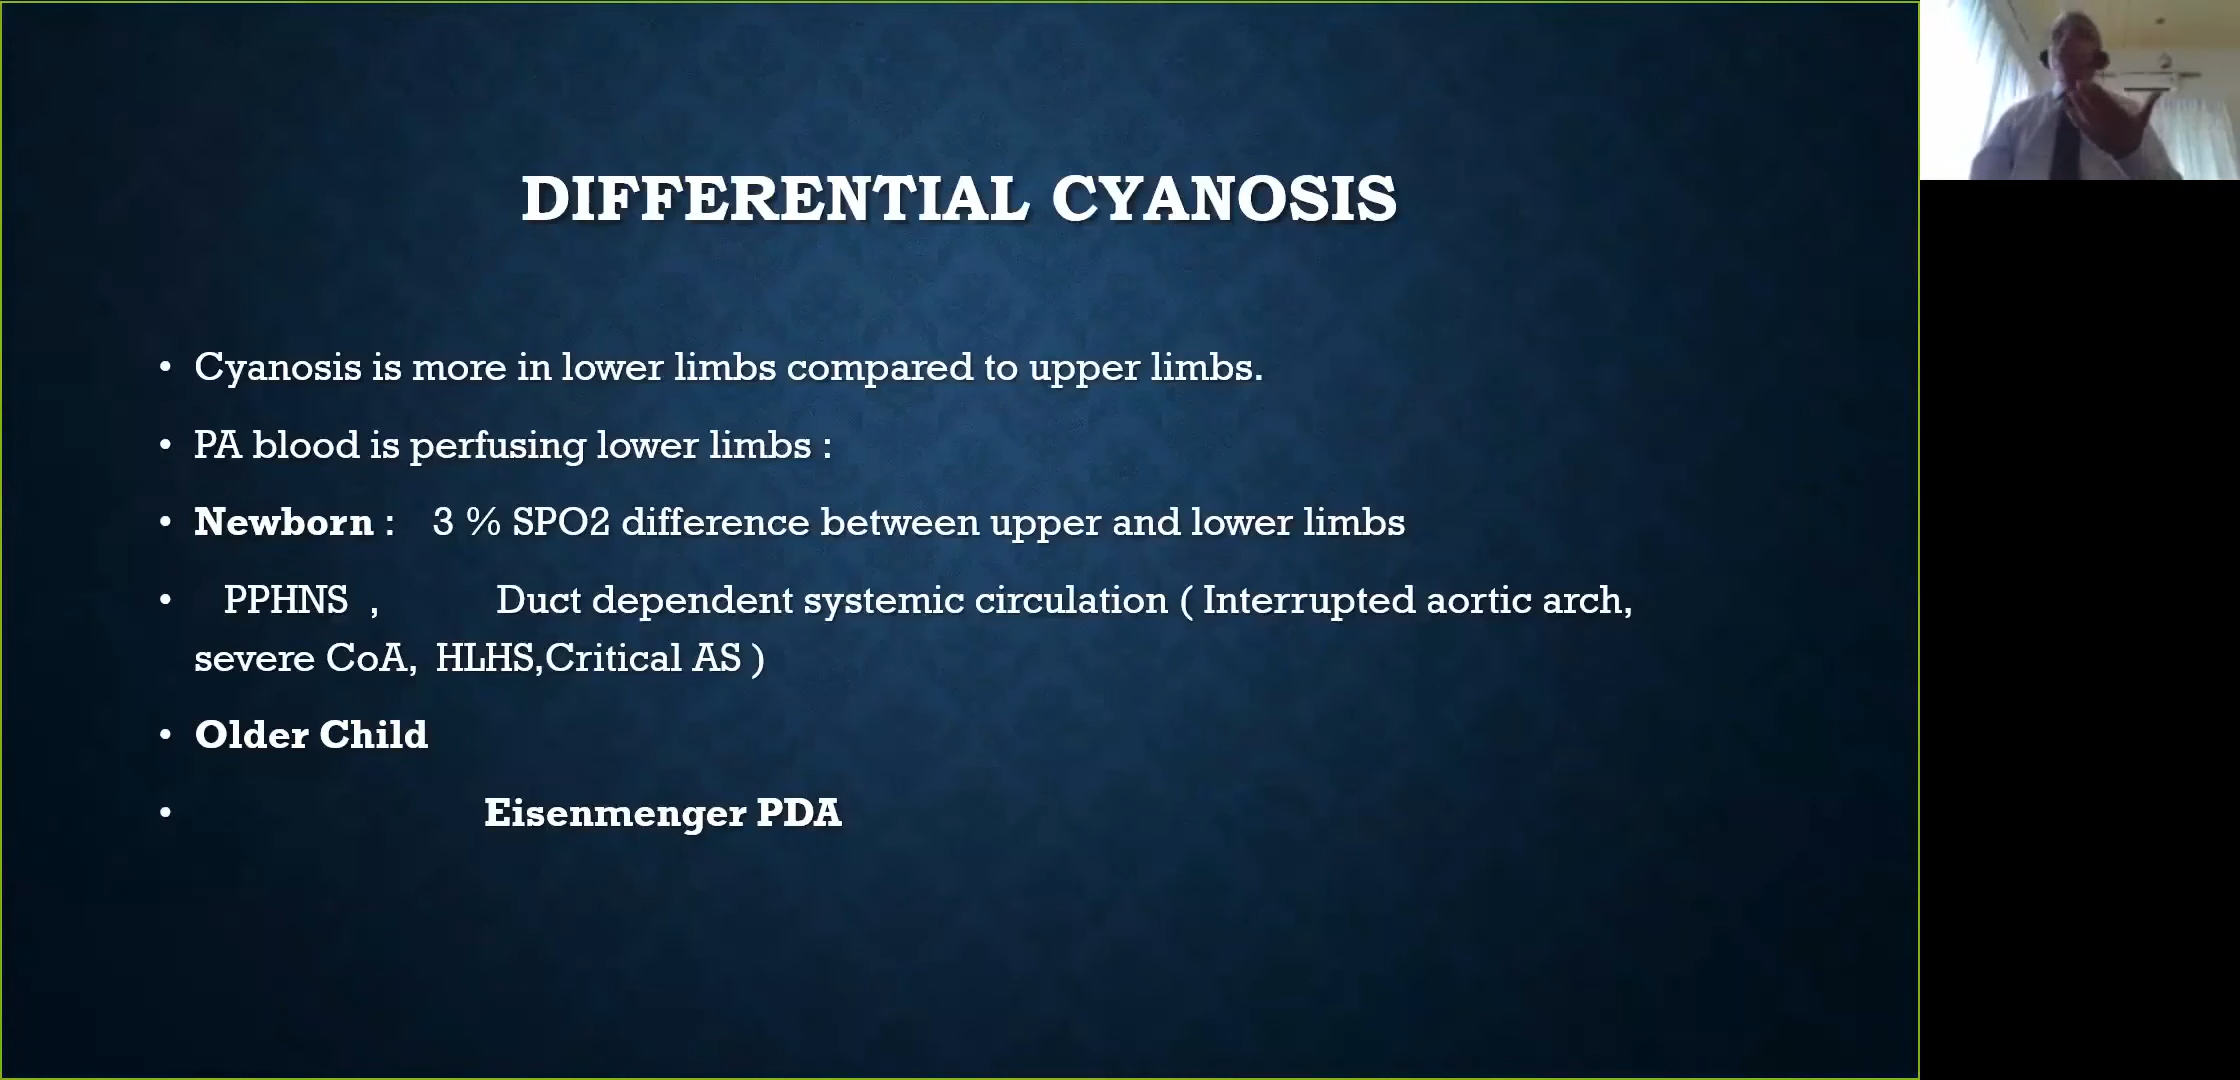 DIFFERENTIAL CYANOSIS
• Cyanosis is more in lower limbs compared to upper limbs.
• PA blood is perfusing lower limbs :
• Newborn : 3 % SPO2 difference between upper and lower limbs
• PPHNS , Duct dependent systemic circulation ( Interrupted aortic arch,
severe CoA, HLHS,Critical AS )
• Older Child
• Eisenmenger PDA